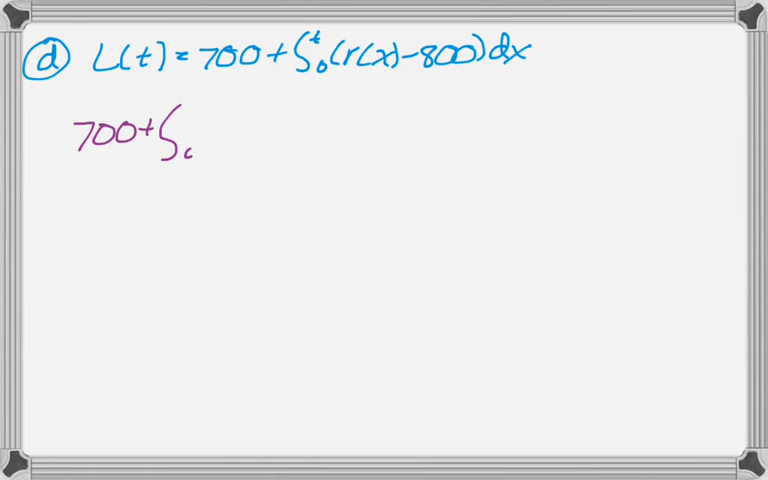 ⓓ L(t) = 700 + ∫₀ᵗ (r(x) - 800) dx
700 + ∫₀